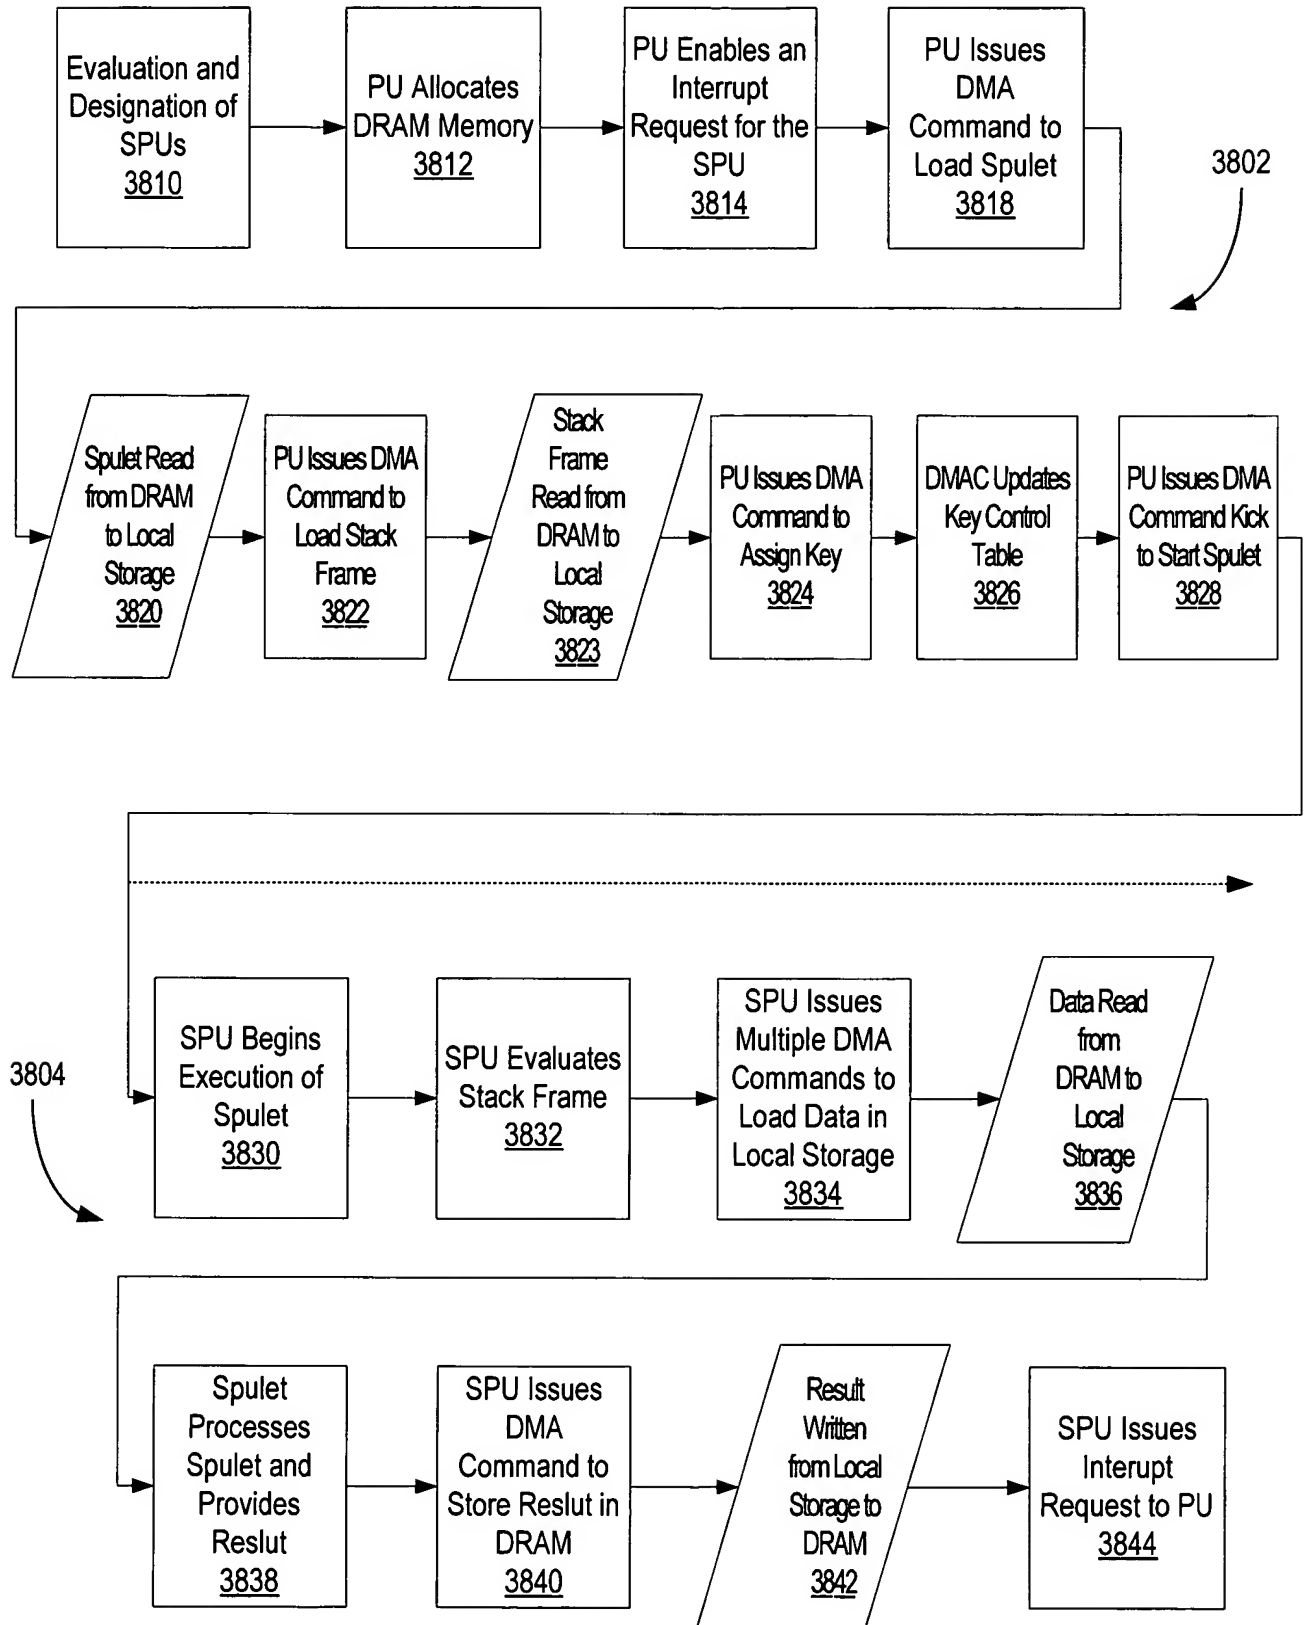 Evaluation and
Designation of
SPUs
3810
PU Allocates
DRAM Memory
3812
PU Enables an
Interrupt
Request for the
SPU
3814
PU Issues
DMA
Command to
Load Spulet
3818
3802
Spulet Read
from DRAM
to Local
Storage
3820
PU Issues DMA
Command to
Load Stack
Frame
3822
Stack
Frame
Read from
DRAM to
Local
Storage
3823
PU Issues DMA
Command to
Assign Key
3824
DMAC Updates
Key Control
Table
3826
PU Issues DMA
Command Kick
to Start Spulet
3828
3804
SPU Begins
Execution of
Spulet
3830
SPU Evaluates
Stack Frame
3832
SPU Issues
Multiple DMA
Commands to
Load Data in
Local Storage
3834
Data Read
from
DRAM to
Local
Storage
3836
Spulet
Processes
Spulet and
Provides
Reslut
3838
SPU Issues
DMA
Command to
Store Reslut in
DRAM
3840
Result
Written
from Local
Storage to
DRAM
3842
SPU Issues
Interupt
Request to PU
3844